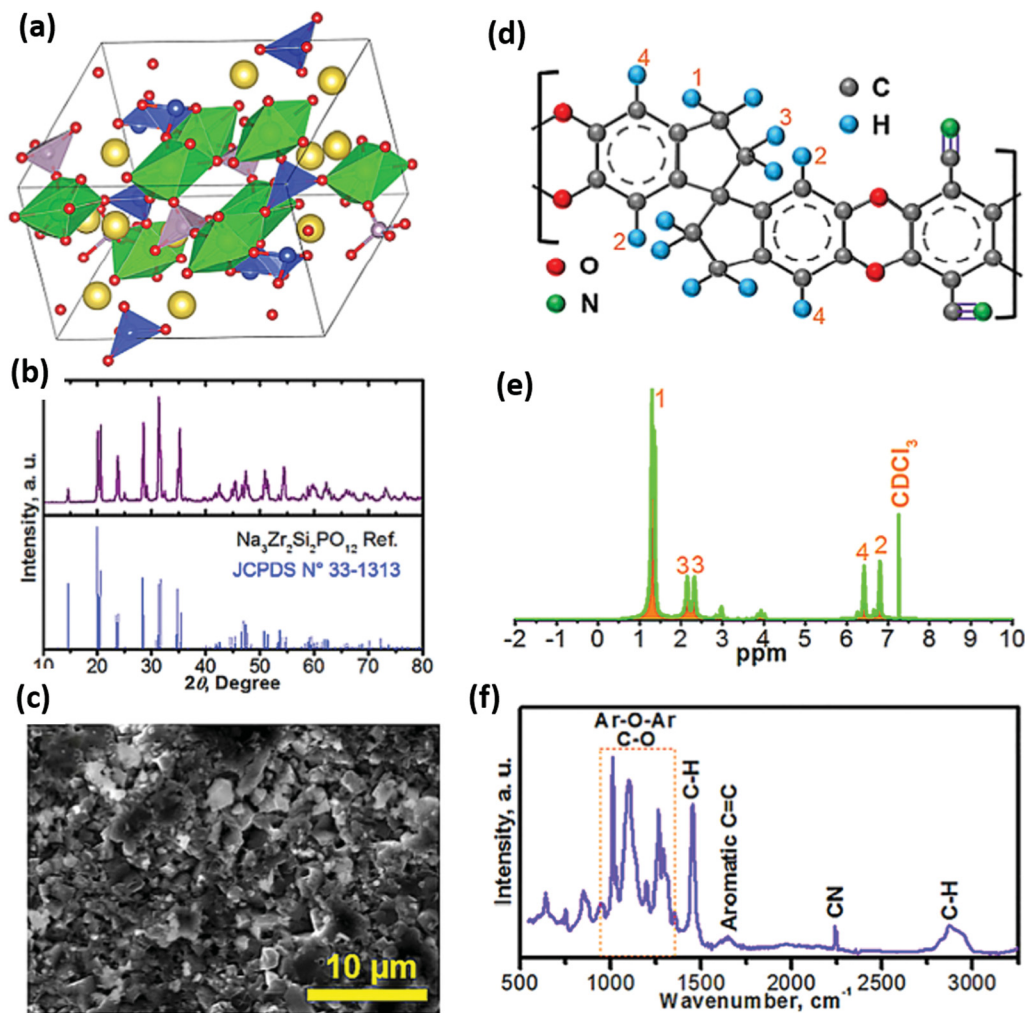 (a)
(b)
Intensity, a. u.
Na₃Zr₂Si₂PO₁₂ Ref.
JCPDS N° 33-1313
10 20 30 40 50 60 70 80
2θ, Degree
(c)
10 μm
(d)
4
1
3
2
2
4
C
H
O
N
(e)
1
3 3
4 2
CDCl₃
-2 -1 0 1 2 3 4 5 6 7 8 9 10
ppm
(f)
Intensity, a. u.
Ar-O-Ar
C-O
C-H
Aromatic C=C
CN
C-H
500 1000 1500 2000 2500 3000
Wavenumber, cm⁻¹